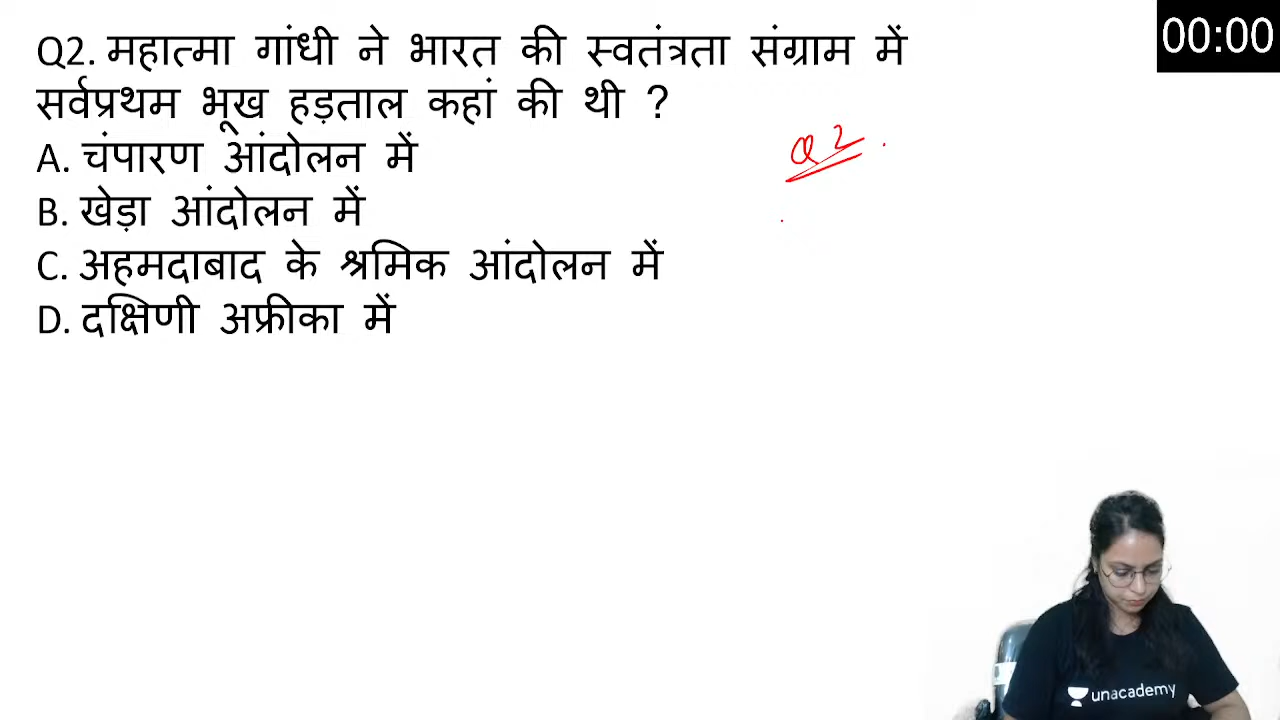 00:00
Q2. महात्मा गांधी ने भारत की स्वतंत्रता संग्राम में
सर्वप्रथम भूख हड़ताल कहां की थी ?
Q2
A. चंपारण आंदोलन में
B. खेड़ा आंदोलन में
C. अहमदाबाद के श्रमिक आंदोलन में
D. दक्षिणी अफ्रीका में
unacademy